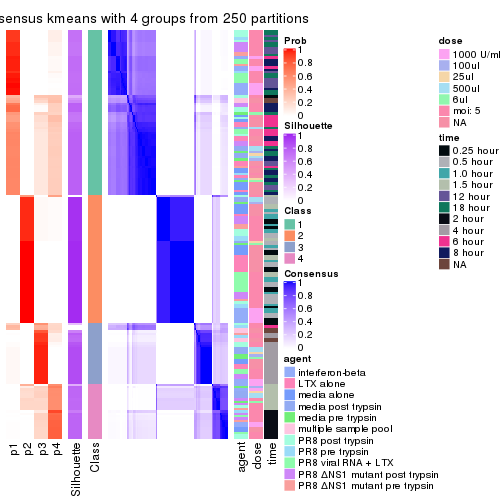 sensus kmeans with 4 groups from 250 partitions
Prob
1
0.8
0.6
0.4
0.2
0
Silhouette
1
0.8
0.6
0.4
0.2
0
Class
1
2
3
4
Consensus
1
0.8
0.6
0.4
0.2
0
agent
interferon-beta
LTX alone
media alone
media post trypsin
media pre trypsin
multiple sample pool
PR8 post trypsin
PR8 pre trypsin
PR8 viral RNA + LTX
PR8 ΔNS1 mutant post trypsin
PR8 ΔNS1 mutant pre trypsin
dose
1000 U/ml
100ul
25ul
500ul
6ul
moi: 5
NA
time
0.25 hour
0.5 hour
1.0 hour
1.5 hour
12 hour
18 hour
2 hour
4 hour
6 hour
8 hour
NA
p1
p2
p3
p4
Silhouette
Class
agent
dose
time